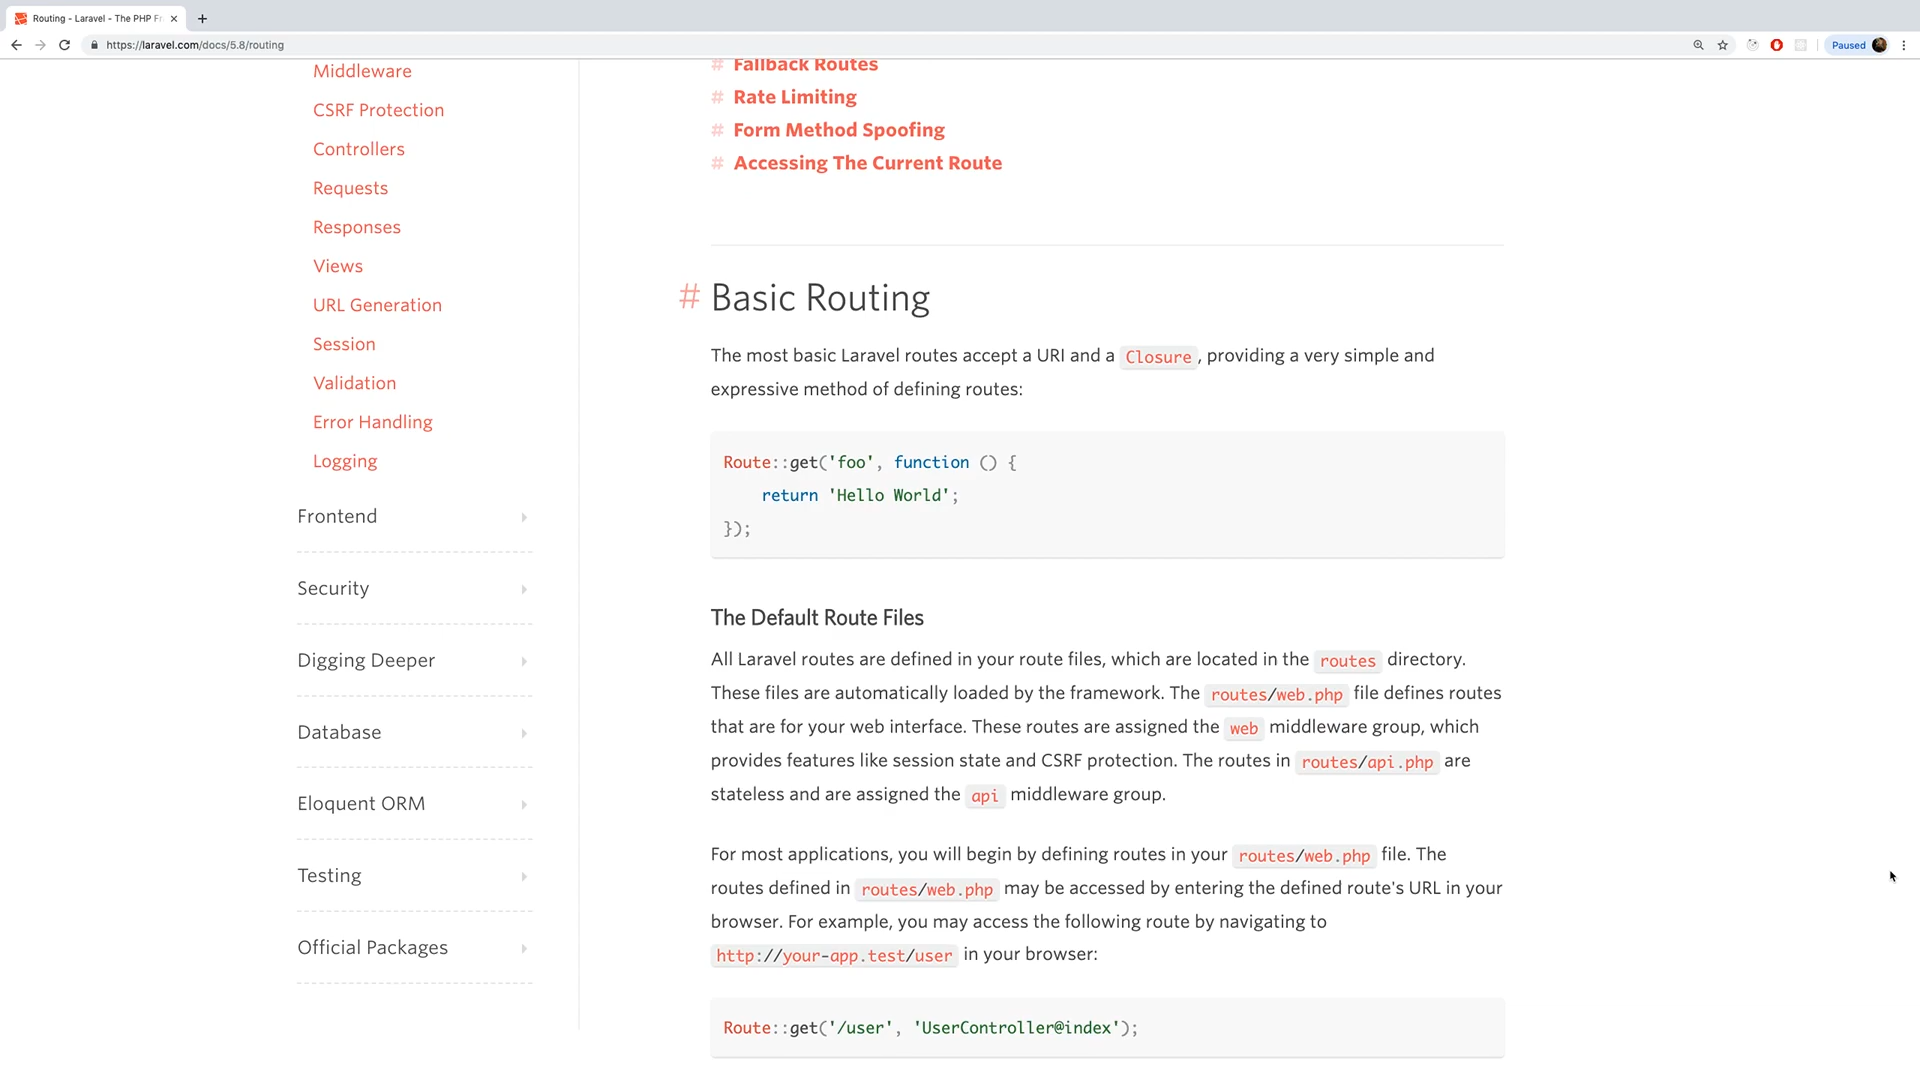 Routing - Laravel - The PHP Fr
https://laravel.com/docs/5.8/routing
Paused
Middleware
CSRF Protection
Controllers
Requests
Responses
Views
URL Generation
Session
Validation
Error Handling
Logging
Frontend
Security
Digging Deeper
Database
Eloquent ORM
Testing
Official Packages
# Fallback Routes
# Rate Limiting
# Form Method Spoofing
# Accessing The Current Route
# Basic Routing
The most basic Laravel routes accept a URI and a Closure, providing a very simple and
expressive method of defining routes:
Route::get('foo', function () {
    return 'Hello World';
});
The Default Route Files
All Laravel routes are defined in your route files, which are located in the routes directory.
These files are automatically loaded by the framework. The routes/web.php file defines routes
that are for your web interface. These routes are assigned the web middleware group, which
provides features like session state and CSRF protection. The routes in routes/api.php are
stateless and are assigned the api middleware group.
For most applications, you will begin by defining routes in your routes/web.php file. The
routes defined in routes/web.php may be accessed by entering the defined route's URL in your
browser. For example, you may access the following route by navigating to
http://your-app.test/user in your browser:
Route::get('/user', 'UserController@index');